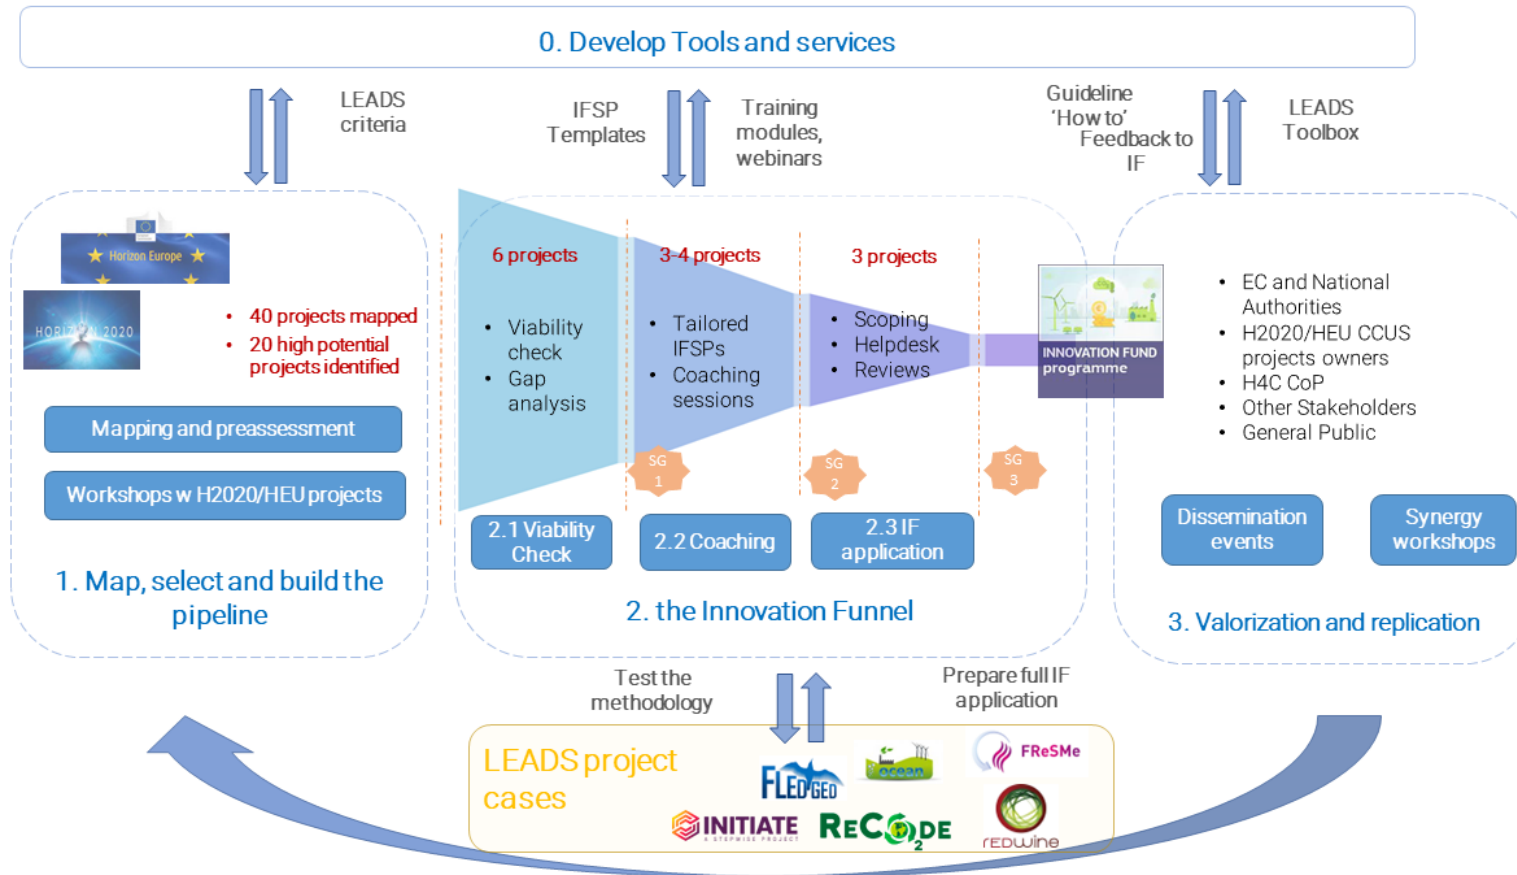 0. Develop Tools and services
LEADS
criteria
IFSP
Templates
Training
modules,
webinars
Guideline
‘How to’
Feedback to
IF
LEADS
Toolbox
Horizon Europe
HORIZON 2020
• 40 projects mapped
• 20 high potential
projects identified
Mapping and preassessment
Workshops w H2020/HEU projects
1. Map, select and build the
pipeline
6 projects
• Viability
check
• Gap
analysis
3-4 projects
• Tailored
IFSPs
• Coaching
sessions
3 projects
• Scoping
• Helpdesk
• Reviews
SG
1
SG
2
SG
3
2.1 Viability
Check
2.2 Coaching
2.3 IF
application
2. the Innovation Funnel
INNOVATION FUND
programme
• EC and National
Authorities
• H2020/HEU CCUS
projects owners
• H4C CoP
• Other Stakeholders
• General Public
Dissemination
events
Synergy
workshops
3. Valorization and replication
Test the
methodology
Prepare full IF
application
LEADS project
cases
FLEDGED
ocean
FReSMe
INITIATE
A STEPWISE PROJECT
RECO2DE
rEDWine